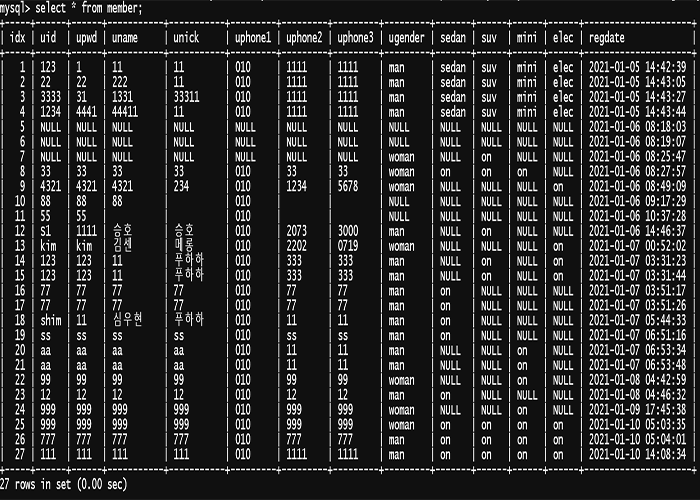 mysql> select * from member;
| idx | uid | upwd | uname | unick | uphone1 | uphone2 | uphone3 | ugender | sedan | suv | mini | elec | regdate |
| 1 | 123 | 1 | 11 | 11 | 010 | 1111 | 1111 | man | sedan | suv | mini | elec | 2021-01-05 14:42:39 |
| 2 | 22 | 22 | 222 | 11 | 010 | 1111 | 1111 | man | sedan | suv | mini | elec | 2021-01-05 14:43:05 |
| 3 | 3333 | 31 | 1331 | 33311 | 010 | 1111 | 1111 | man | sedan | suv | mini | elec | 2021-01-05 14:43:27 |
| 4 | 1234 | 4441 | 44411 | 11 | 010 | 1111 | 1111 | man | sedan | suv | mini | elec | 2021-01-05 14:43:44 |
| 5 | NULL | NULL | NULL | NULL | NULL | NULL | NULL | NULL | NULL | NULL | NULL | NULL | 2021-01-06 08:18:03 |
| 6 | NULL | NULL | NULL | NULL | NULL | NULL | NULL | NULL | NULL | NULL | NULL | NULL | 2021-01-06 08:19:07 |
| 7 | NULL | NULL | NULL | NULL | NULL | NULL | NULL | woman | NULL | on | NULL | NULL | 2021-01-06 08:25:47 |
| 8 | 33 | 33 | 33 | 33 | 010 | 33 | 33 | woman | on | on | on | NULL | 2021-01-06 08:27:57 |
| 9 | 4321 | 4321 | 4321 | 234 | 010 | 1234 | 5678 | woman | NULL | NULL | NULL | on | 2021-01-06 08:49:09 |
| 10 | 88 | 88 | 88 | | 010 | | | NULL | NULL | NULL | on | NULL | 2021-01-06 09:17:29 |
| 11 | 55 | 55 | | | 010 | | | NULL | NULL | NULL | NULL | NULL | 2021-01-06 10:37:28 |
| 12 | s1 | 1111 | 승호 | 승호 | 010 | 2073 | 3000 | man | NULL | on | NULL | NULL | 2021-01-06 14:46:37 |
| 13 | kim | kim | 김센 | 메롱 | 010 | 2202 | 0719 | woman | NULL | NULL | NULL | on | 2021-01-07 00:52:02 |
| 14 | 123 | 123 | 11 | 푸하하 | 010 | 333 | 333 | man | NULL | on | NULL | on | 2021-01-07 03:31:23 |
| 15 | 123 | 123 | 11 | 푸하하 | 010 | 333 | 333 | man | NULL | on | NULL | on | 2021-01-07 03:31:44 |
| 16 | 77 | 77 | 77 | 77 | 010 | 77 | 77 | man | on | NULL | NULL | NULL | 2021-01-07 03:51:17 |
| 17 | 77 | 77 | 77 | 77 | 010 | 77 | 77 | man | on | NULL | NULL | NULL | 2021-01-07 03:51:26 |
| 18 | shim | 11 | 심우현 | 푸하하 | 010 | 11 | 11 | man | on | NULL | NULL | NULL | 2021-01-07 05:44:33 |
| 19 | ss | ss | ss | ss | 010 | ss | ss | man | on | on | on | NULL | 2021-01-07 06:51:16 |
| 20 | aa | aa | aa | aa | 010 | 11 | 11 | man | NULL | NULL | on | NULL | 2021-01-07 06:53:34 |
| 21 | aa | aa | aa | aa | 010 | 11 | 11 | man | NULL | NULL | on | NULL | 2021-01-07 06:53:48 |
| 22 | 99 | 99 | 99 | 99 | 010 | 99 | 99 | woman | NULL | NULL | on | NULL | 2021-01-08 04:42:59 |
| 23 | 12 | 12 | 12 | 12 | 010 | 12 | 12 | man | on | on | NULL | NULL | 2021-01-08 04:46:32 |
| 24 | 999 | 999 | 999 | 999 | 010 | 999 | 999 | woman | NULL | NULL | on | NULL | 2021-01-09 17:45:38 |
| 25 | 999 | 999 | 999 | 999 | 010 | 999 | 999 | woman | on | on | on | on | 2021-01-10 05:03:35 |
| 26 | 777 | 777 | 777 | 777 | 010 | 777 | 777 | man | on | on | on | on | 2021-01-10 05:04:01 |
| 27 | 111 | 111 | 111 | 111 | 010 | 111 | 111 | man | on | on | on | on | 2021-01-10 14:08:34 |
27 rows in set (0.00 sec)